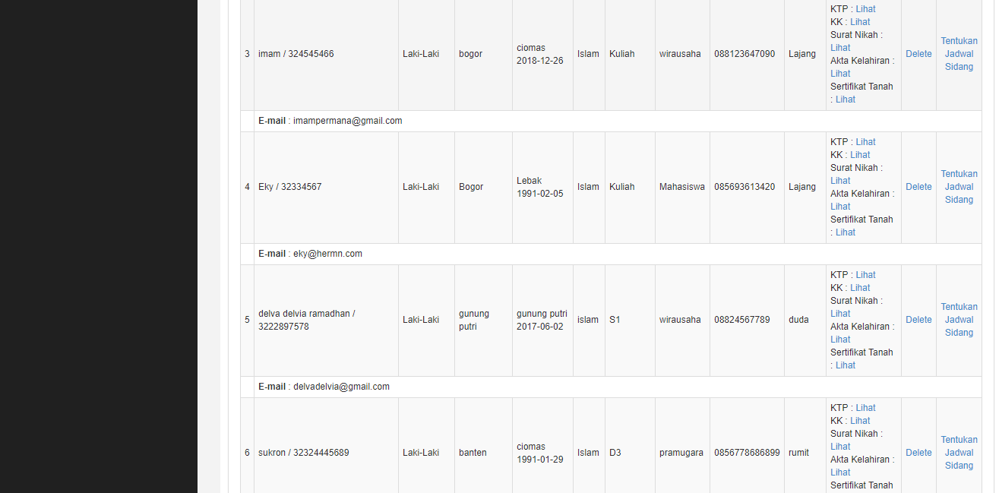 KTP : Lihat
KK : Lihat
Surat Nikah :
Lihat
Akta Kelahiran :
Lihat
Sertifikat Tanah
: Lihat
3 imam / 324545466 Laki-Laki bogor ciomas 2018-12-26 Islam Kuliah wirausaha 088123647090 Lajang Delete Tentukan Jadwal Sidang
E-mail : imampermana@gmail.com
4 Eky / 32334567 Laki-Laki Bogor Lebak 1991-02-05 Islam Kuliah Mahasiswa 085693613420 Lajang
KTP : Lihat
KK : Lihat
Surat Nikah :
Lihat
Akta Kelahiran :
Lihat
Sertifikat Tanah
: Lihat
Delete Tentukan Jadwal Sidang
E-mail : eky@hermn.com
5 delva delvia ramadhan / 3222897578 Laki-Laki gunung putri gunung putri 2017-06-02 islam S1 wirausaha 08824567789 duda
KTP : Lihat
KK : Lihat
Surat Nikah :
Lihat
Akta Kelahiran :
Lihat
Sertifikat Tanah
: Lihat
Delete Tentukan Jadwal Sidang
E-mail : delvadelvia@gmail.com
6 sukron / 32324445689 Laki-Laki banten ciomas 1991-01-29 Islam D3 pramugara 0856778686899 rumit
KTP : Lihat
KK : Lihat
Surat Nikah :
Lihat
Akta Kelahiran :
Lihat
Sertifikat Tanah
Delete Tentukan Jadwal Sidang